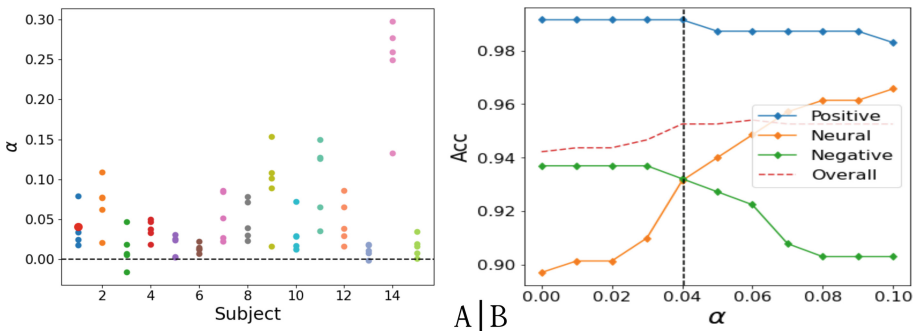 0.30
0.25
0.20
0.15
0.10
0.05
0.00
α
2 4 6 8 10 12 14
Subject
A|B
0.98
0.96
0.94
0.92
0.90
Acc
Positive
Neural
Negative
Overall
0.00 0.02 0.04 0.06 0.08 0.10
α